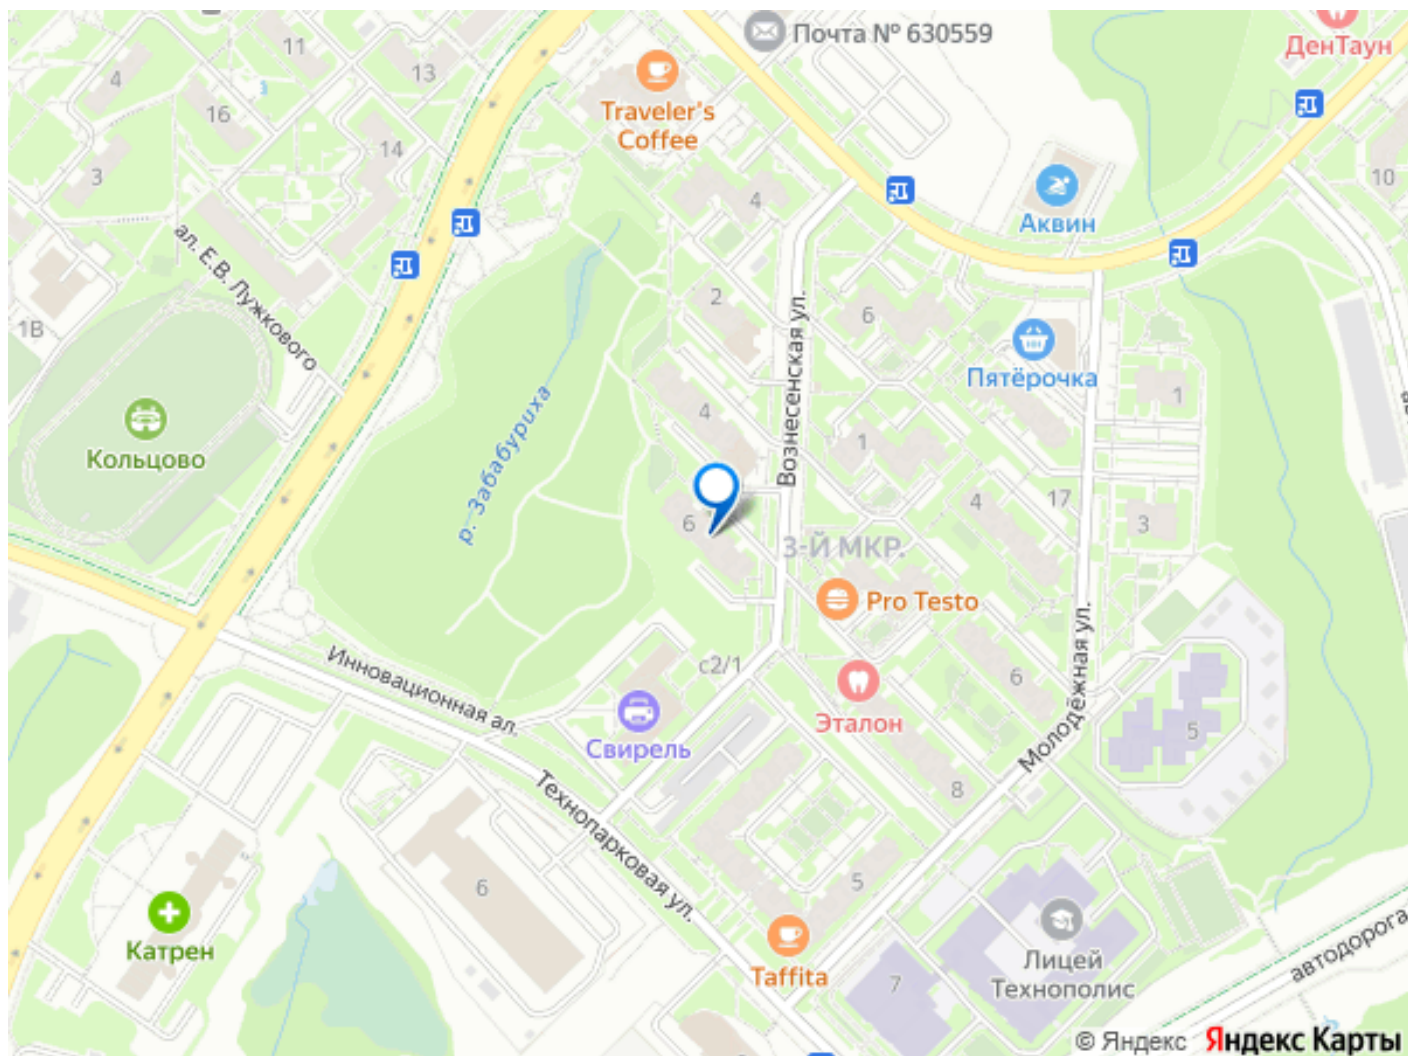 Почта № 630559
ДенТаун
11
4
13
16
Traveler's
Coffee
14
3
10
4
Аквин
ал. Е.В. Лужкового
1В
2
6
Вознесенская ул.
Пятёрочка
1
р. Забабуриха
4
1
Кольцово
4
17
3
6
3-Й МКР.
Pro Testo
Молодёжная ул.
Инновационная ал.
с2/1
6
Эталон
5
Свирель
Технопарковая ул.
8
6
5
Катрен
Taffita
7
Лицей
Технополис
автодорога
© Яндекс Яндекс Карты